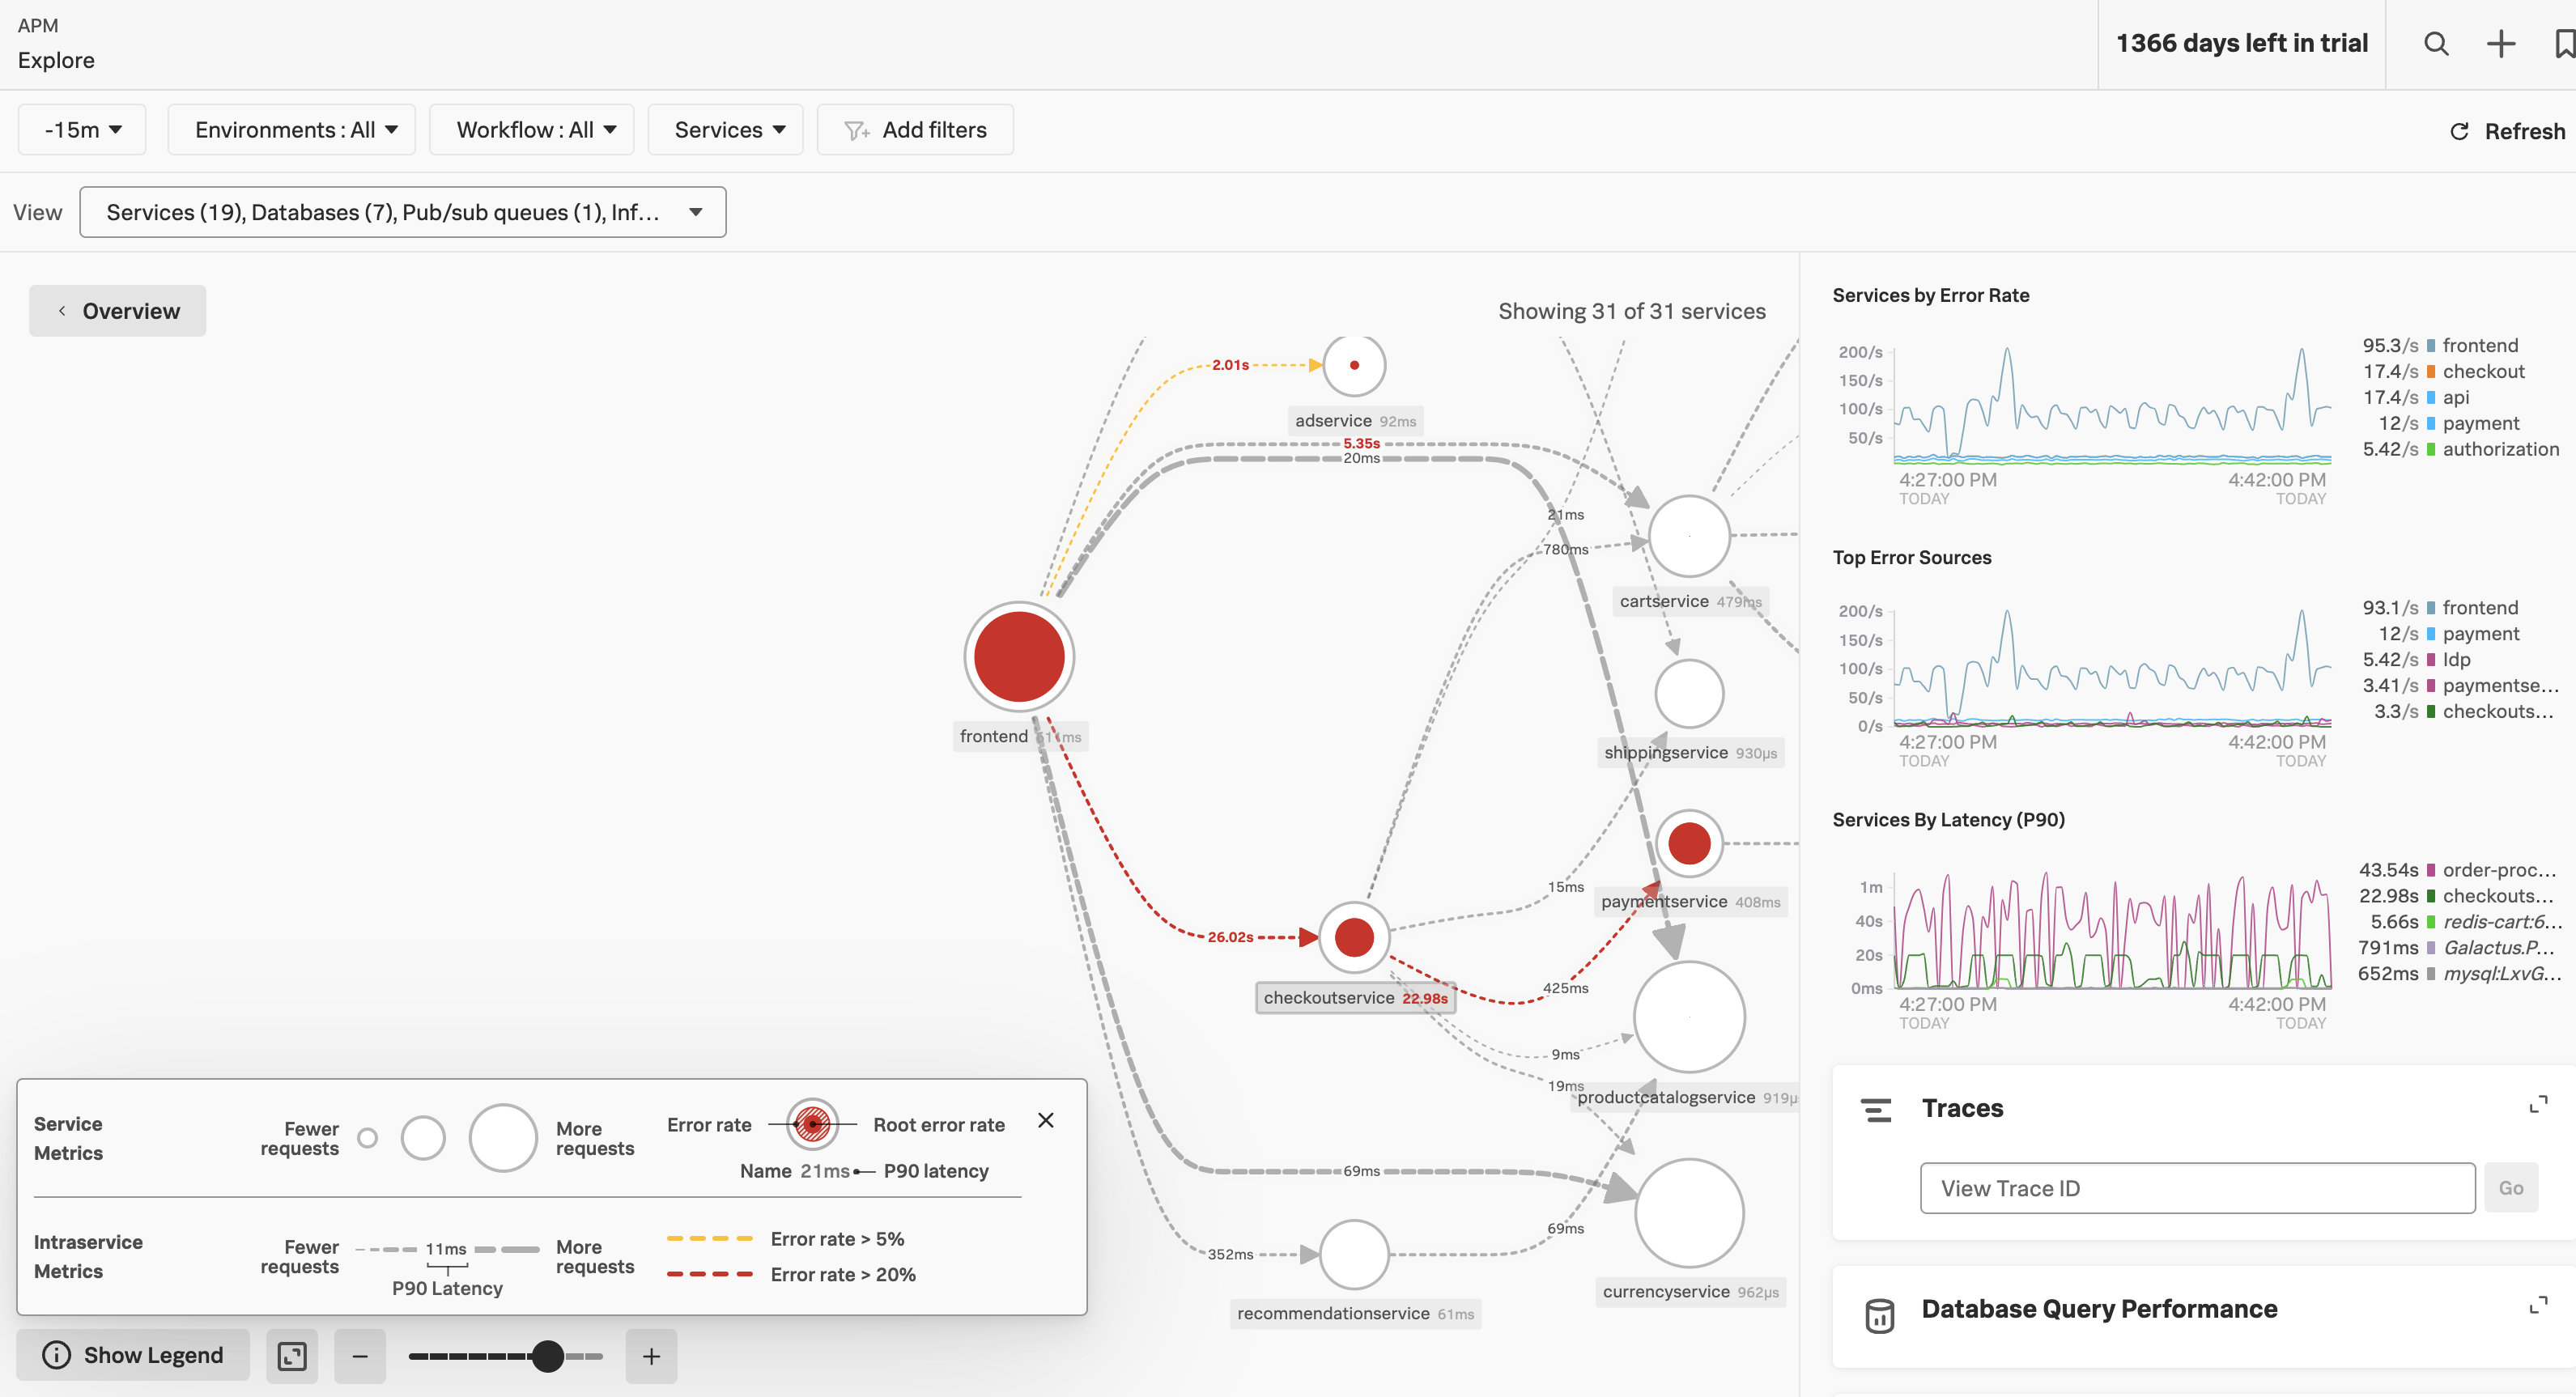 APM
Explore
1366 days left in trial
-15m
Environments : All
Workflow : All
Services
Add filters
Refresh
View
Services (19), Databases (7), Pub/sub queues (1), Inf...
Overview
Showing 31 of 31 services
2.01s
adservice 92ms
5.35s
20ms
21ms
780ms
cartservice 479ms
frontend 611ms
shippingservice 930µs
15ms
paymentservice 408ms
26.02s
checkoutservice 22.98s
425ms
9ms
19ms
productcatalogservice 919µ
69ms
352ms
69ms
currencyservice 962µs
recommendationservice 61ms
Service Metrics
Fewer requests
More requests
Error rate
Root error rate
Name 21ms
P90 latency
Intraservice Metrics
Fewer requests
11ms
P90 Latency
More requests
Error rate > 5%
Error rate > 20%
Show Legend
Services by Error Rate
200/s
150/s
100/s
50/s
4:27:00 PM
TODAY
4:42:00 PM
TODAY
95.3/s frontend
17.4/s checkout
17.4/s api
12/s payment
5.42/s authorization
Top Error Sources
200/s
150/s
100/s
50/s
0/s
4:27:00 PM
TODAY
4:42:00 PM
TODAY
93.1/s frontend
12/s payment
5.42/s ldp
3.41/s paymentse...
3.3/s checkouts...
Services By Latency (P90)
1m
40s
20s
0ms
4:27:00 PM
TODAY
4:42:00 PM
TODAY
43.54s order-proc...
22.98s checkouts...
5.66s redis-cart:6...
791ms Galactus.P...
652ms mysql:LxvG...
Traces
View Trace ID
Go
Database Query Performance